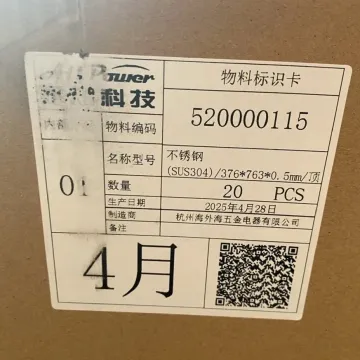 Power
科技
物料标识卡
物料编码
520000115
01
名称型号
不锈钢
(SUS304)/376*763*0.5mm/顶
数量
20 PCS
生产日期
2025年4月28日
制造商
杭州海外海五金电器有限公司
备注
4月